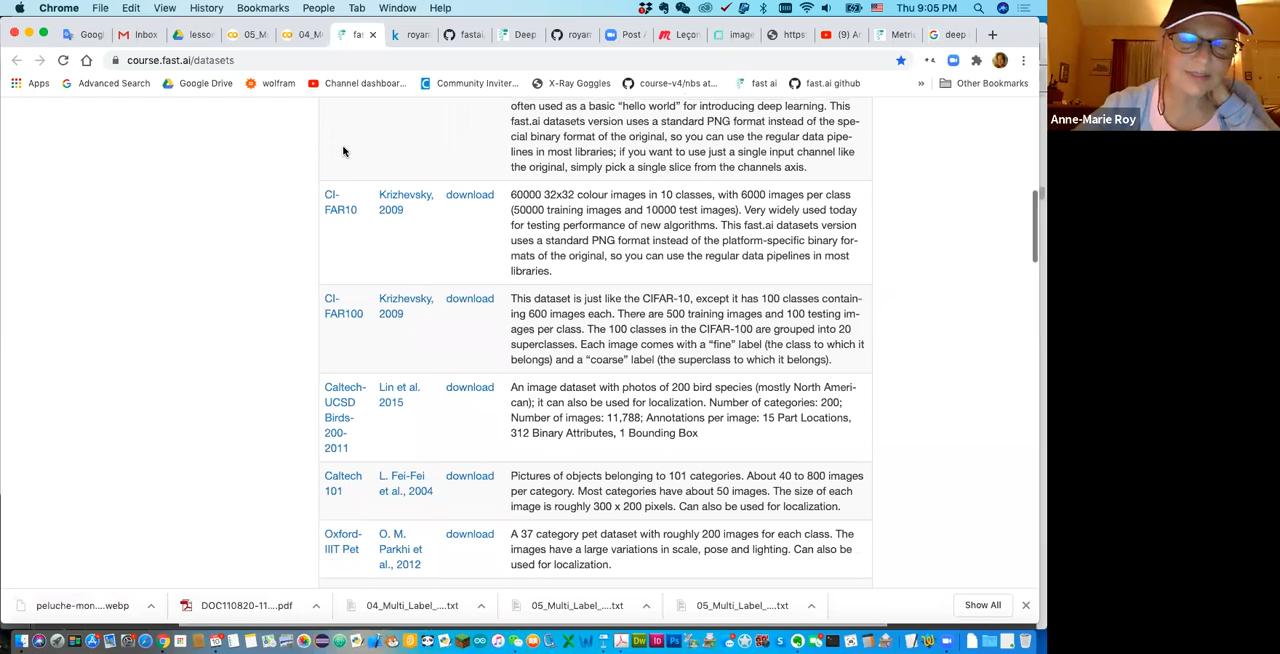 Chrome File Edit View History Bookmarks People Tab Window Help Thu 9:05 PM
Googl Inbox lesso 05_M 04_M fas royan fastai, Deep royan Post Leçon image https (9) Ar Metri deep
course.fast.ai/datasets
Apps Advanced Search Google Drive wolfram Channel dashboar... Community Inviter... X-Ray Goggles course-v4/nbs at... fast ai fast.ai github » Other Bookmarks
Anne-Marie Roy
often used as a basic “hello world” for introducing deep learning. This
fast.ai datasets version uses a standard PNG format instead of the spe-
cial binary format of the original, so you can use the regular data pipe-
lines in most libraries; if you want to use just a single input channel like
the original, simply pick a single slice from the channels axis.
CI- Krizhevsky, download 60000 32x32 colour images in 10 classes, with 6000 images per class
FAR10 2009 (50000 training images and 10000 test images). Very widely used today
for testing performance of new algorithms. This fast.ai datasets version
uses a standard PNG format instead of the platform-specific binary for-
mats of the original, so you can use the regular data pipelines in most
libraries.
CI- Krizhevsky, download This dataset is just like the CIFAR-10, except it has 100 classes contain-
FAR100 2009 ing 600 images each. There are 500 training images and 100 testing im-
ages per class. The 100 classes in the CIFAR-100 are grouped into 20
superclasses. Each image comes with a “fine” label (the class to which it
belongs) and a “coarse” label (the superclass to which it belongs).
Caltech- Lin et al. download An image dataset with photos of 200 bird species (mostly North Ameri-
UCSD 2015 can); it can also be used for localization. Number of categories: 200;
Birds- Number of images: 11,788; Annotations per image: 15 Part Locations,
200- 312 Binary Attributes, 1 Bounding Box
2011
Caltech L. Fei-Fei download Pictures of objects belonging to 101 categories. About 40 to 800 images
101 et al., 2004 per category. Most categories have about 50 images. The size of each
image is roughly 300 x 200 pixels. Can also be used for localization.
Oxford- O. M. download A 37 category pet dataset with roughly 200 images for each class. The
IIIT Pet Parkhi et images have a large variations in scale, pose and lighting. Can also be
al., 2012 used for localization.
peluche-mon....webp DOC110820-11....pdf 04_Multi_Label_....txt 05_Multi_Label_....txt 05_Multi_Label_....txt Show All